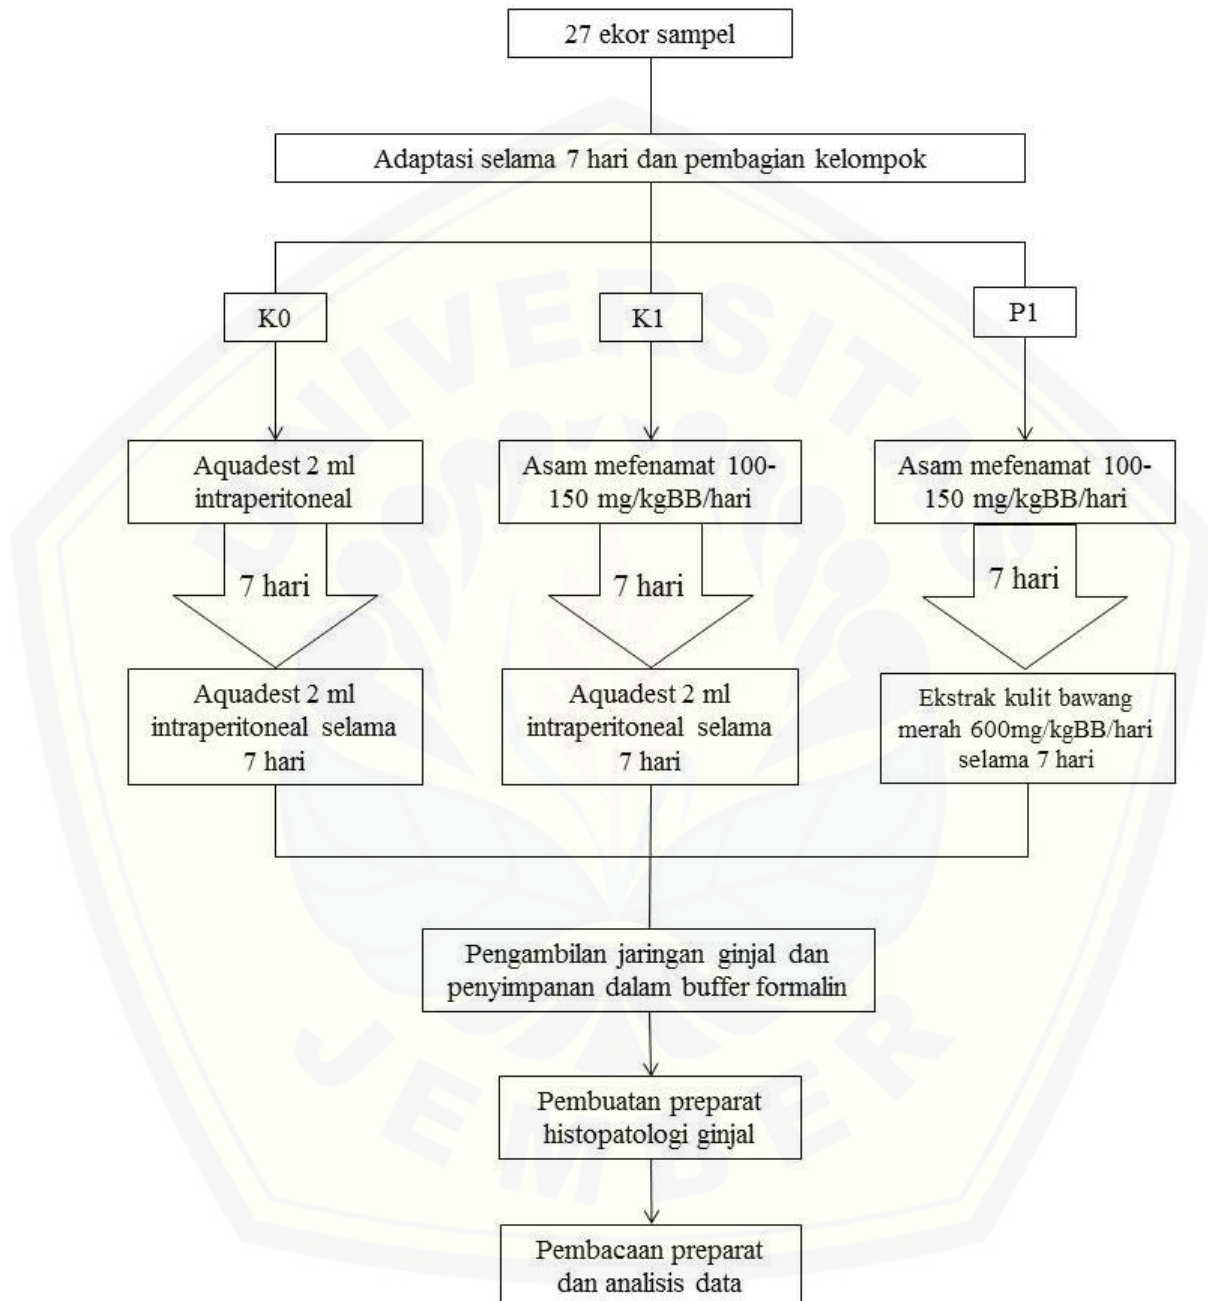 27 ekor sampel
Adaptasi selama 7 hari dan pembagian kelompok
K0
K1
P1
Aquadest 2 ml
intraperitoneal
Asam mefenamat 100-
150 mg/kgBB/hari
Asam mefenamat 100-
150 mg/kgBB/hari
7 hari
7 hari
7 hari
Aquadest 2 ml
intraperitoneal selama
7 hari
Aquadest 2 ml
intraperitoneal selama
7 hari
Ekstrak kulit bawang
merah 600mg/kgBB/hari
selama 7 hari
Pengambilan jaringan ginjal dan
penyimpanan dalam buffer formalin
Pembuatan preparat
histopatologi ginjal
Pembacaan preparat
dan analisis data
UNIVERSITAS
JEMBER